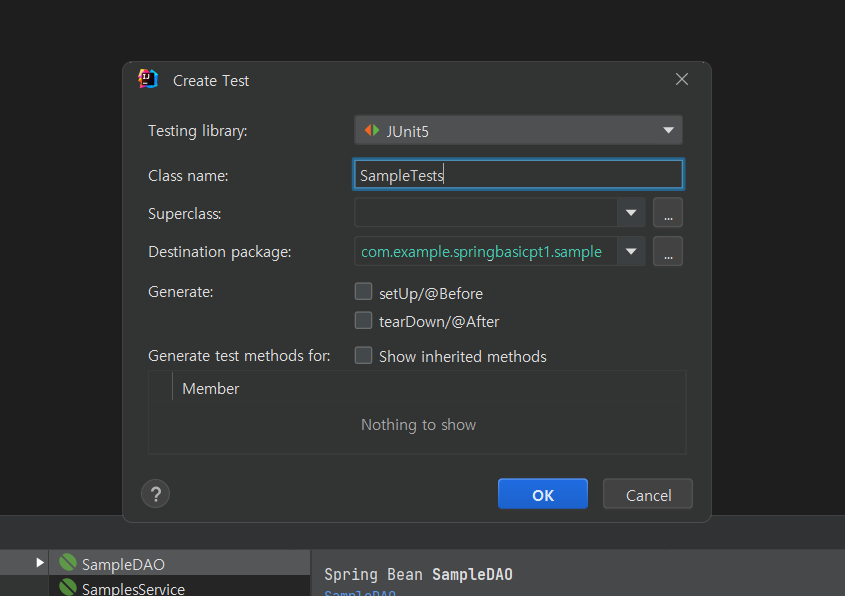 Create Test
Testing library:
JUnit5
Class name:
SampleTests
Superclass:
...
Destination package:
com.example.springbasicpt1.sample
...
Generate:
setUp/@Before
tearDown/@After
Generate test methods for:
Show inherited methods
Member
Nothing to show
?
OK
Cancel
SampleDAO
SamplesService
Spring Bean SampleDAO
SampleDAO